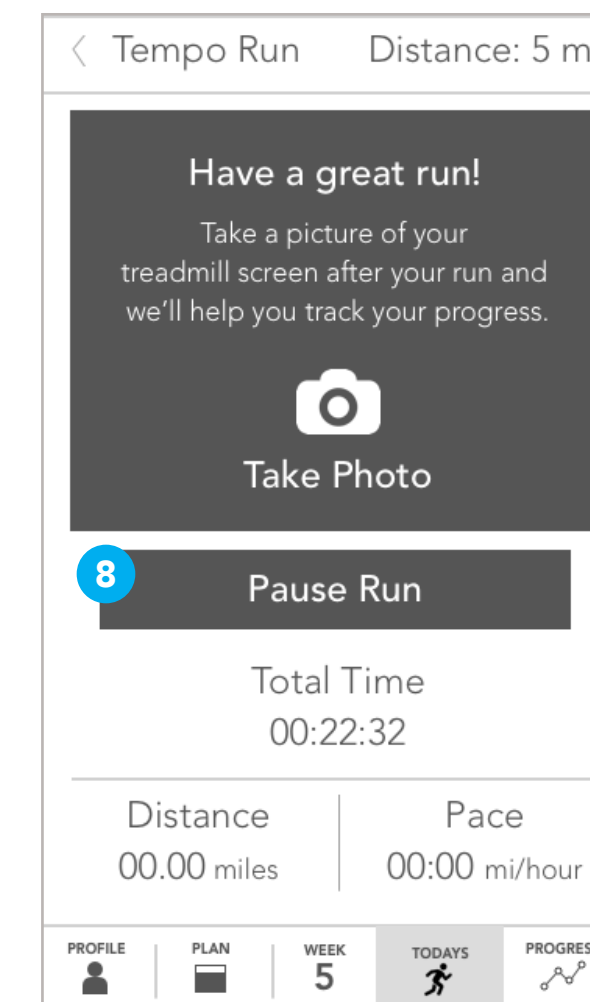 Tempo Run Distance: 5 m
Have a great run!
Take a picture of your
treadmill screen after your run and
we’ll help you track your progress.
Take Photo
8
Pause Run
Total Time
00:22:32
Distance
00.00 miles
Pace
00:00 mi/hour
PROFILE
PLAN
WEEK
5
TODAYS
PROGRES